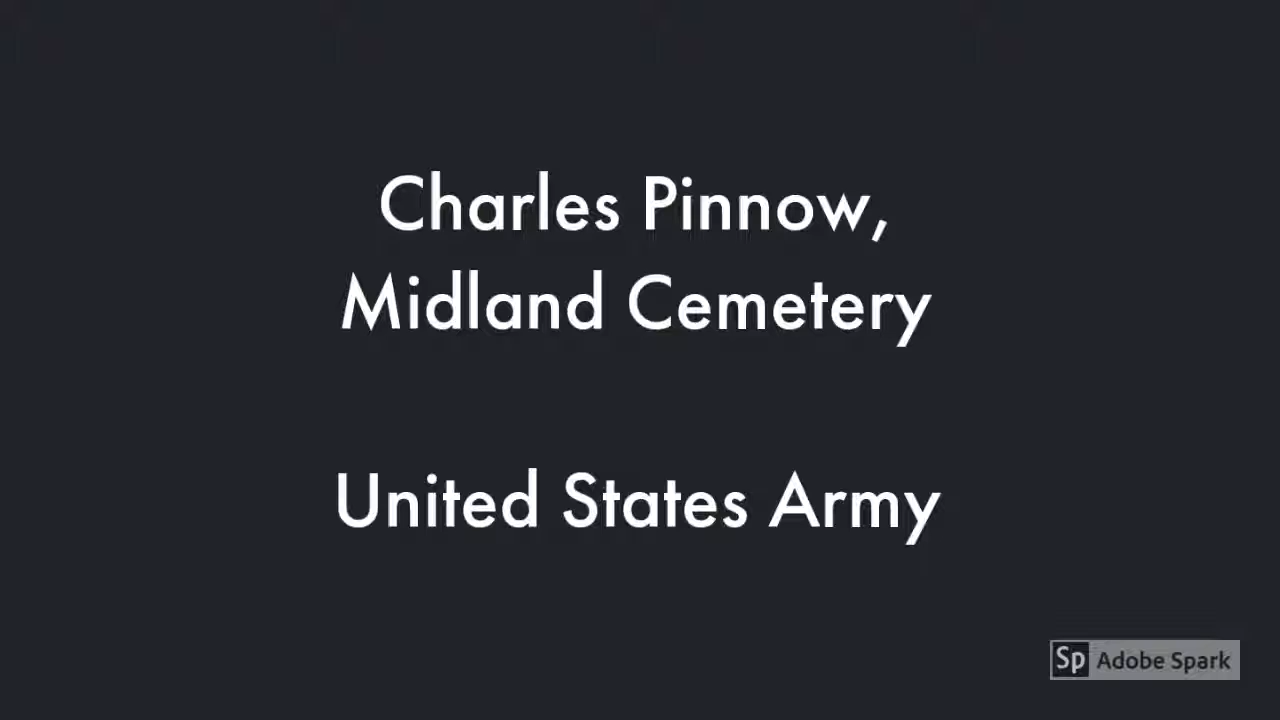 Charles Pinnow,
Midland Cemetery
United States Army
Sp Adobe Spark